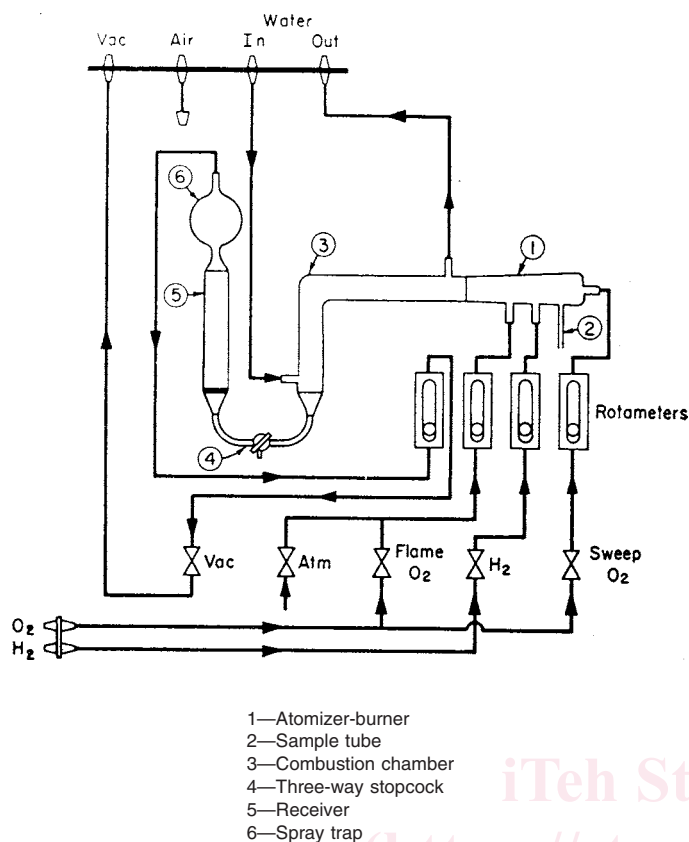 Water
Vac Air In Out
6
3
1
5
2
Rotameters
4
Vac Atm Flame O₂ H₂ Sweep O₂
O₂
H₂
1—Atomizer-burner
2—Sample tube
3—Combustion chamber
4—Three-way stopcock
5—Receiver
6—Spray trap
iTeh St